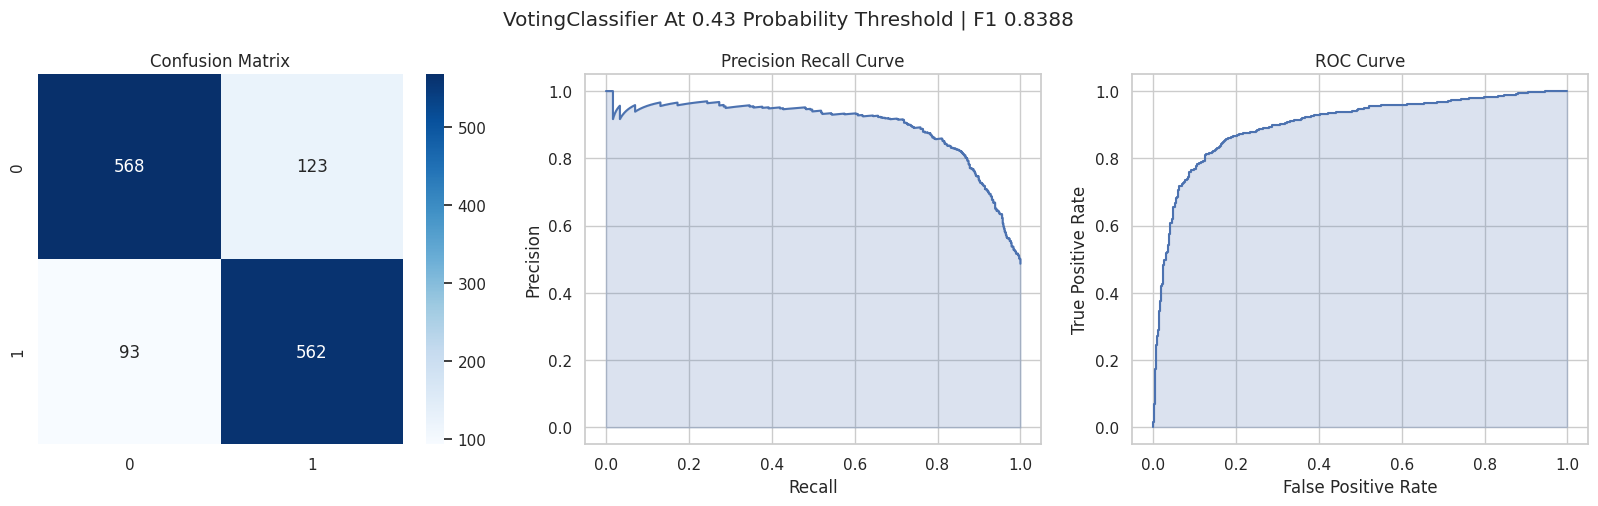 VotingClassifier At 0.43 Probability Threshold | F1 0.8388
Confusion Matrix
0
1
568
123
93
562
0
1
500
400
300
200
100
Precision Recall Curve
Precision
1.0
0.8
0.6
0.4
0.2
0.0
0.0 0.2 0.4 0.6 0.8 1.0
Recall
ROC Curve
True Positive Rate
1.0
0.8
0.6
0.4
0.2
0.0
0.0 0.2 0.4 0.6 0.8 1.0
False Positive Rate